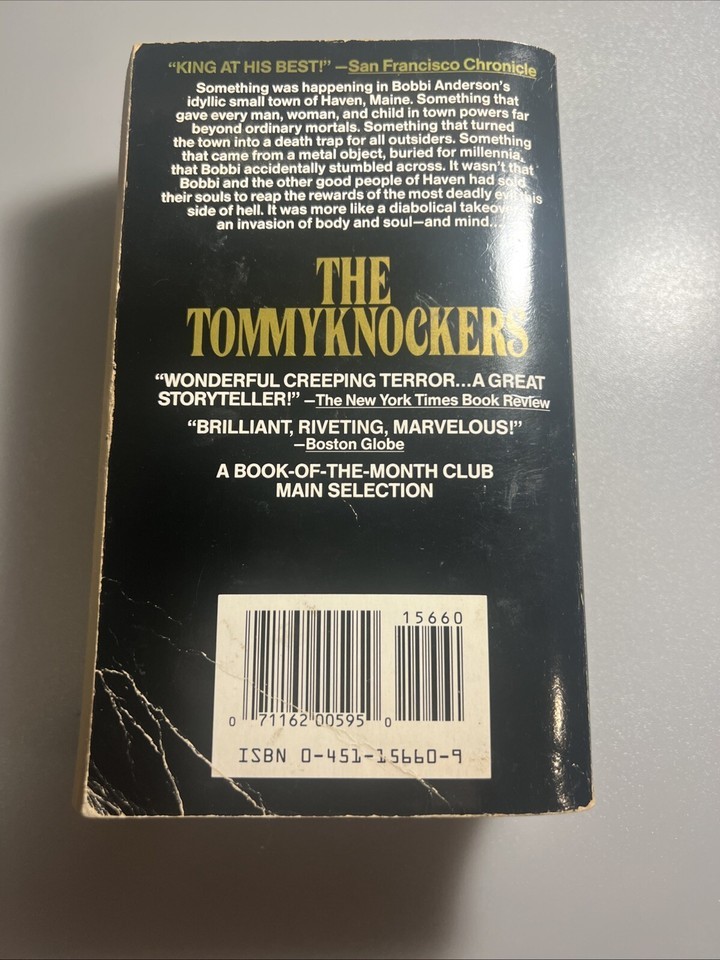 “KING AT HIS BEST!” —San Francisco Chronicle
Something was happening in Bobbi Anderson's
idyllic small town of Haven, Maine. Something that
gave every man, woman, and child in town powers far
beyond ordinary mortals. Something that turned
the town into a death trap for all outsiders. Something
that came from a metal object, buried for millennia,
that Bobbi accidentally stumbled across. It wasn't that
Bobbi and the other good people of Haven had sold
their souls to reap the rewards of the most deadly evil this
side of hell. It was more like a diabolical takeover...
an invasion of body and soul—and mind...
THE
TOMMYKNOCKERS
“WONDERFUL CREEPING TERROR...A GREAT
STORYTELLER!” —The New York Times Book Review
“BRILLIANT, RIVETING, MARVELOUS!”
—Boston Globe
A BOOK-OF-THE-MONTH CLUB
MAIN SELECTION
15660
0 71162 00595 0
ISBN 0-451-15660-9